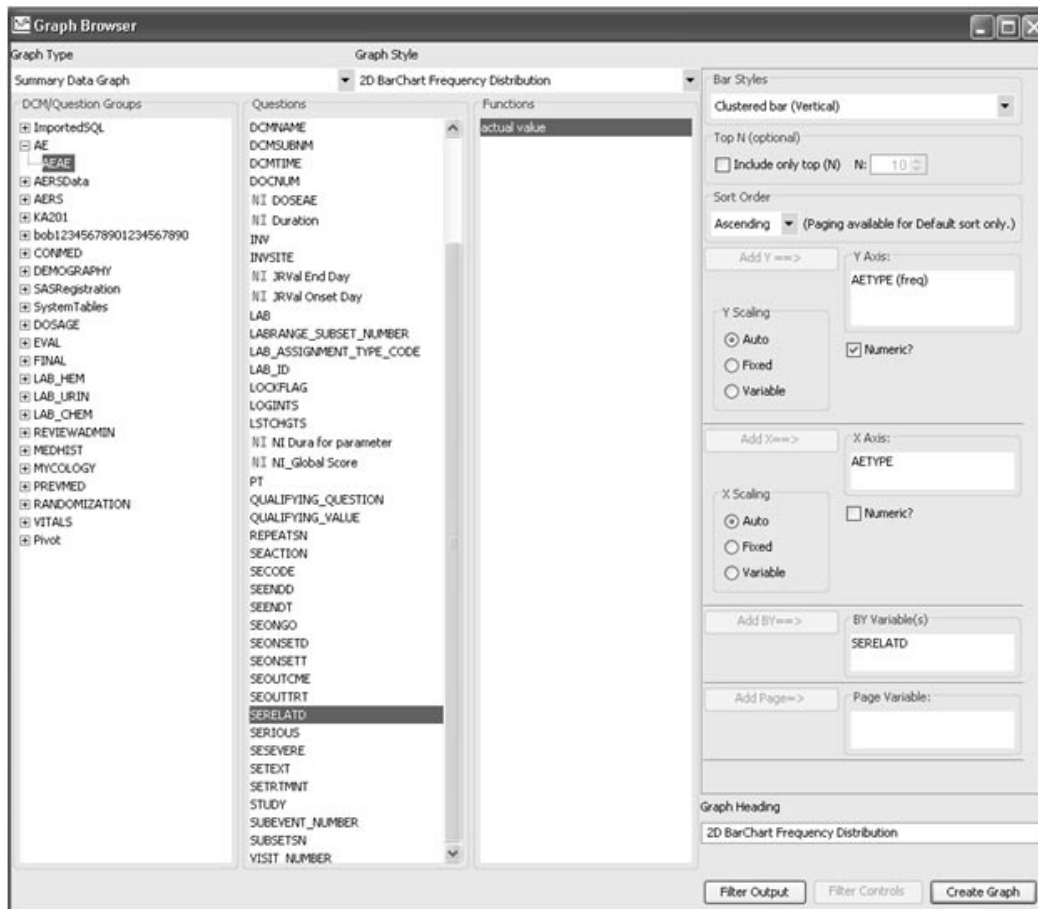 Graph Browser
Graph Type
Graph Style
Summary Data Graph
2D BarChart Frequency Distribution
DCM/Question Groups
ImportedSQL
AE
AEAE
AERSData
AERS
KA201
bob12345678901234567890
CONMED
DEMOGRAPHY
SASRegistration
SystemTables
DOSAGE
EVAL
FINAL
LAB_HEM
LAB_URIN
LAB_CHEM
REVIEWADMIN
MEDHIST
MYCOLOGY
PREVMED
RANDOMIZATION
VITALS
Pivot
Questions
DCMNAME
DCMSUBNM
DCMTIME
DOCNUM
NI DOSEAE
NI Duration
INV
INVSITE
NI JRVal End Day
NI JRVal Onset Day
LAB
LABRANGE_SUBSET_NUMBER
LAB_ASSIGNMENT_TYPE_CODE
LAB_ID
LOCKFLAG
LOGINTS
LSTCHGTS
NI NI Dura for parameter
NI NI_Global Score
PT
QUALIFYING_QUESTION
QUALIFYING_VALUE
REPEATSN
SEACTION
SECODE
SEENDD
SEENDT
SEONGO
SEONSETD
SEONSETT
SEOUTCME
SEOUTTRT
SERELATD
SERIOUS
SESEVERE
SETEXT
SETRTMNT
STUDY
SUBEVENT_NUMBER
SUBSETSN
VISIT_NUMBER
Functions
actual value
Bar Styles
Clustered bar (Vertical)
Top N (optional)
Include only top (N) N: 10
Sort Order
Ascending (Paging available for Default sort only.)
Add Y ==>
Y Axis:
AETYPE (freq)
Y Scaling
Auto
Fixed
Variable
Numeric?
Add X==>
X Axis:
AETYPE
X Scaling
Auto
Fixed
Variable
Numeric?
Add BY==>
BY Variable(s)
SERELATD
Add Page=>
Page Variable:
Graph Heading
2D BarChart Frequency Distribution
Filter Output
Filter Controls
Create Graph